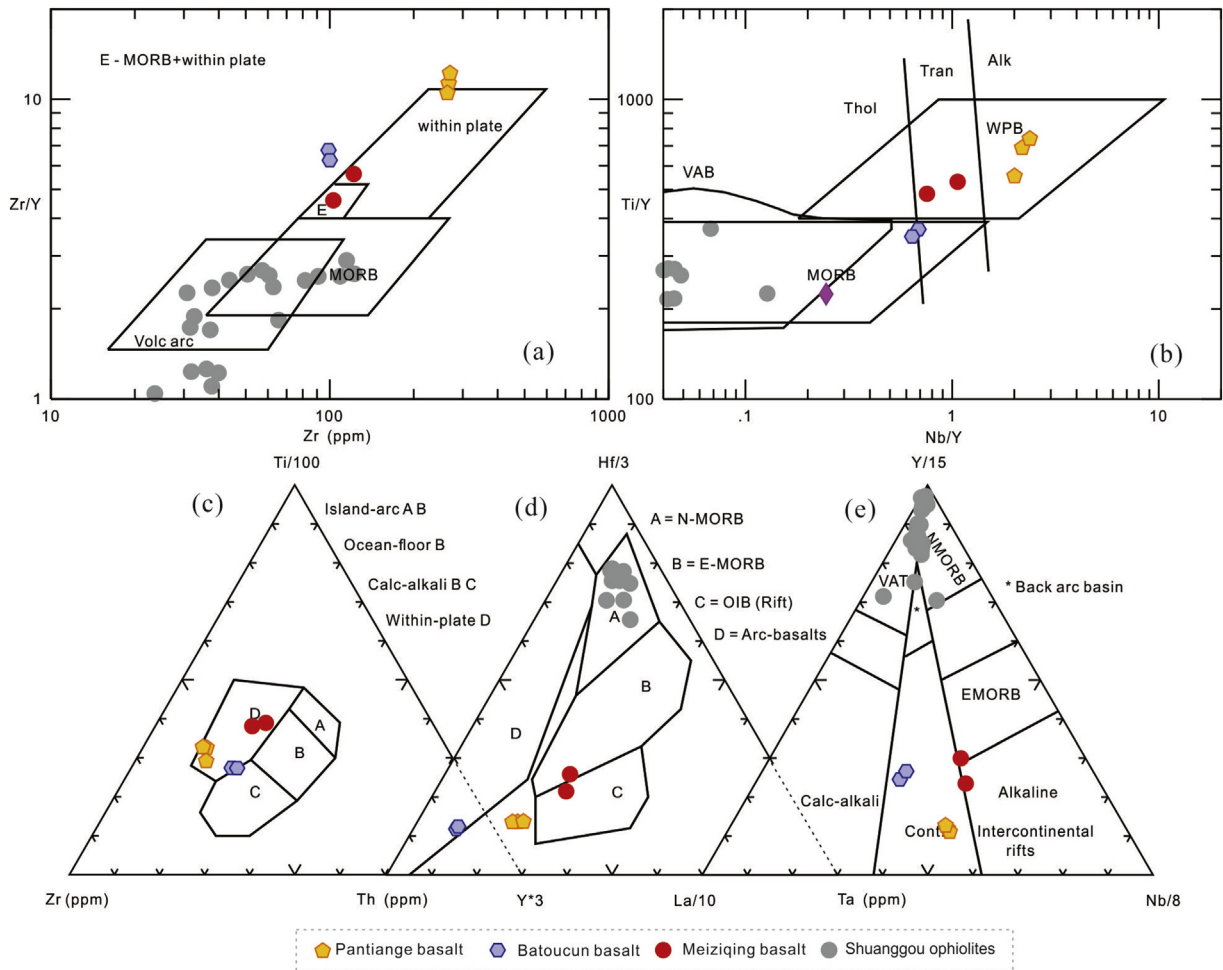 E - MORB+within plate
10
within plate
E
Zr/Y
MORB
Volc arc
(a)
1
10
100
1000
Zr (ppm)
1000
Tran
Alk
Thol
WPB
VAB
Ti/Y
MORB
(b)
100
.1
1
10
Nb/Y
Ti/100
(c)
Island-arc A B
Ocean-floor B
Calc-alkali B C
Within-plate D
D
A
B
C
Zr (ppm)
Y*3
Hf/3
(d)
A = N-MORB
B = E-MORB
C = OIB (Rift)
D = Arc-basalts
A
B
D
C
Th (ppm)
La/10
Y/15
(e)
NMORB
VAT
*
* Back arc basin
EMORB
Calc-alkali
Alkaline
Cont
Intercontinental
rifts
Ta (ppm)
Nb/8
Pantiange basalt
Batoucun basalt
Meiziqing basalt
Shuanggou ophiolites